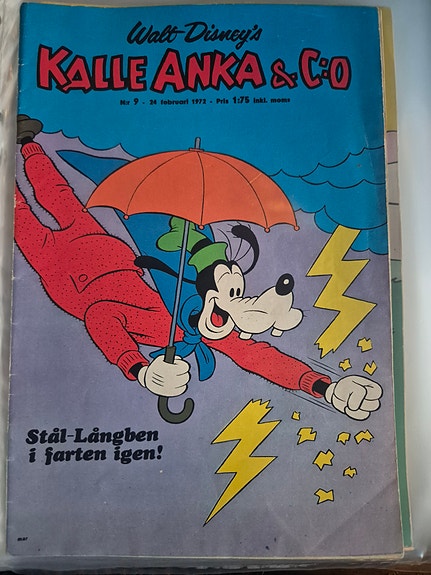 Walt Disney's
KALLE ANKA & C:O
Nr 9 - 24 februari 1972 - Pris 1:75 inkl. moms
Stål-Långben
i farten igen!